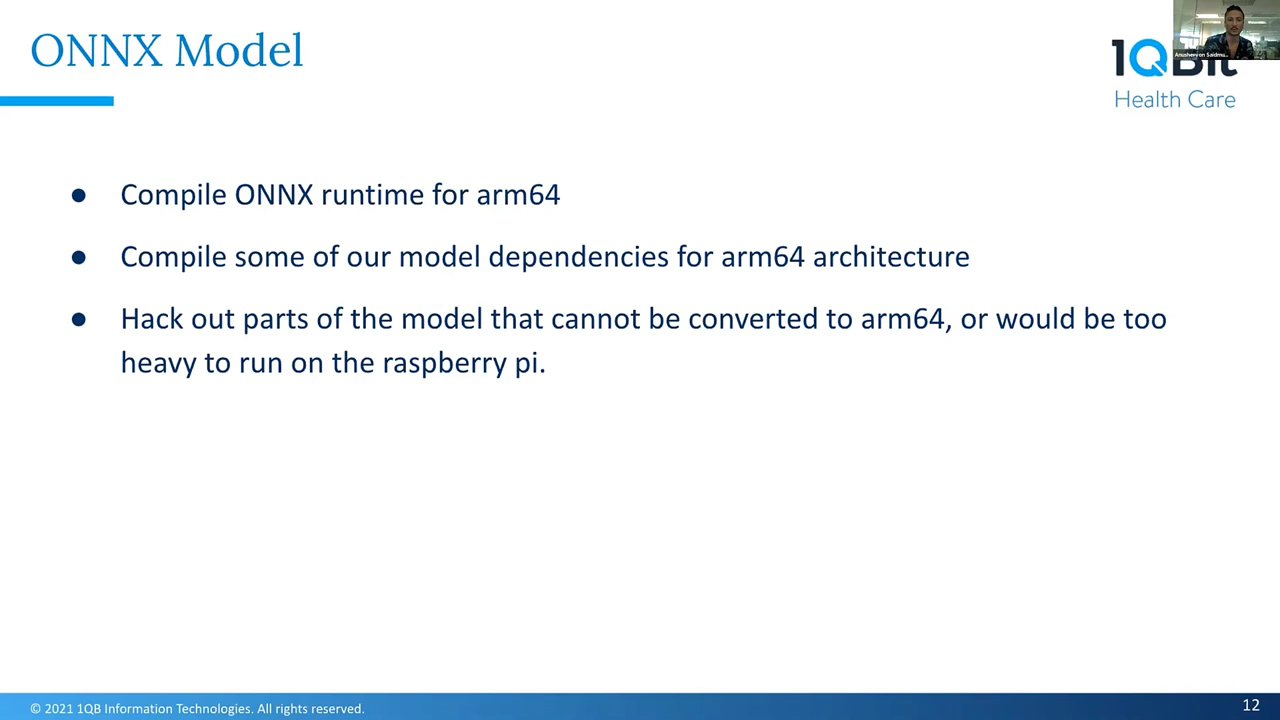 ONNX Model
1QBit
Health Care
● Compile ONNX runtime for arm64
● Compile some of our model dependencies for arm64 architecture
● Hack out parts of the model that cannot be converted to arm64, or would be too
heavy to run on the raspberry pi.
© 2021 1QB Information Technologies. All rights reserved.
12